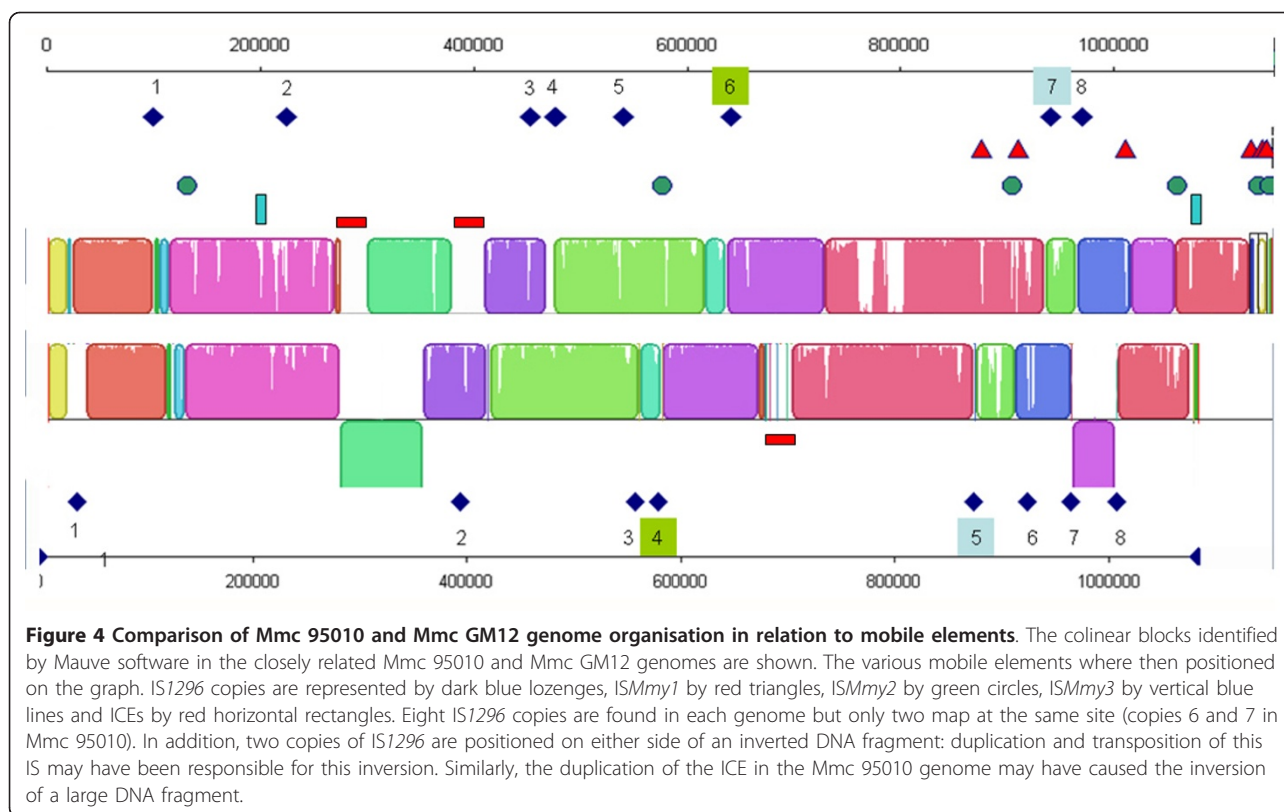 0 200000 400000 600000 800000 1000000
1 2 3 4 5 6 7 8
1 2 3 4 5 6 7 8
1
0 200000 400000 600000 800000 1000000
Figure 4 Comparison of Mmc 95010 and Mmc GM12 genome organisation in relation to mobile elements. The colinear blocks identified
by Mauve software in the closely related Mmc 95010 and Mmc GM12 genomes are shown. The various mobile elements where then positioned
on the graph. IS1296 copies are represented by dark blue lozenges, ISMmy1 by red triangles, ISMmy2 by green circles, ISMmy3 by vertical blue
lines and ICEs by red horizontal rectangles. Eight IS1296 copies are found in each genome but only two map at the same site (copies 6 and 7 in
Mmc 95010). In addition, two copies of IS1296 are positioned on either side of an inverted DNA fragment: duplication and transposition of this
IS may have been responsible for this inversion. Similarly, the duplication of the ICE in the Mmc 95010 genome may have caused the inversion
of a large DNA fragment.